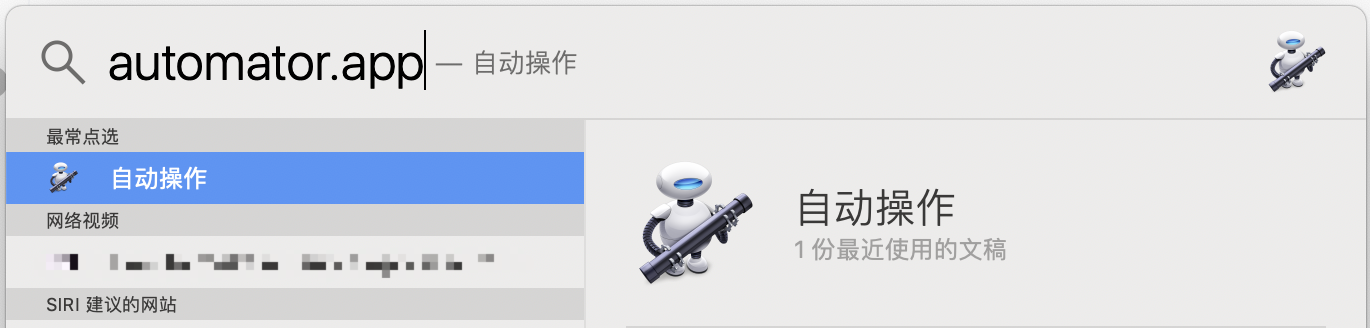 automator.app — 自动操作
最常点选
自动操作
网络视频
SIRI 建议的网站
自动操作
1 份最近使用的文稿